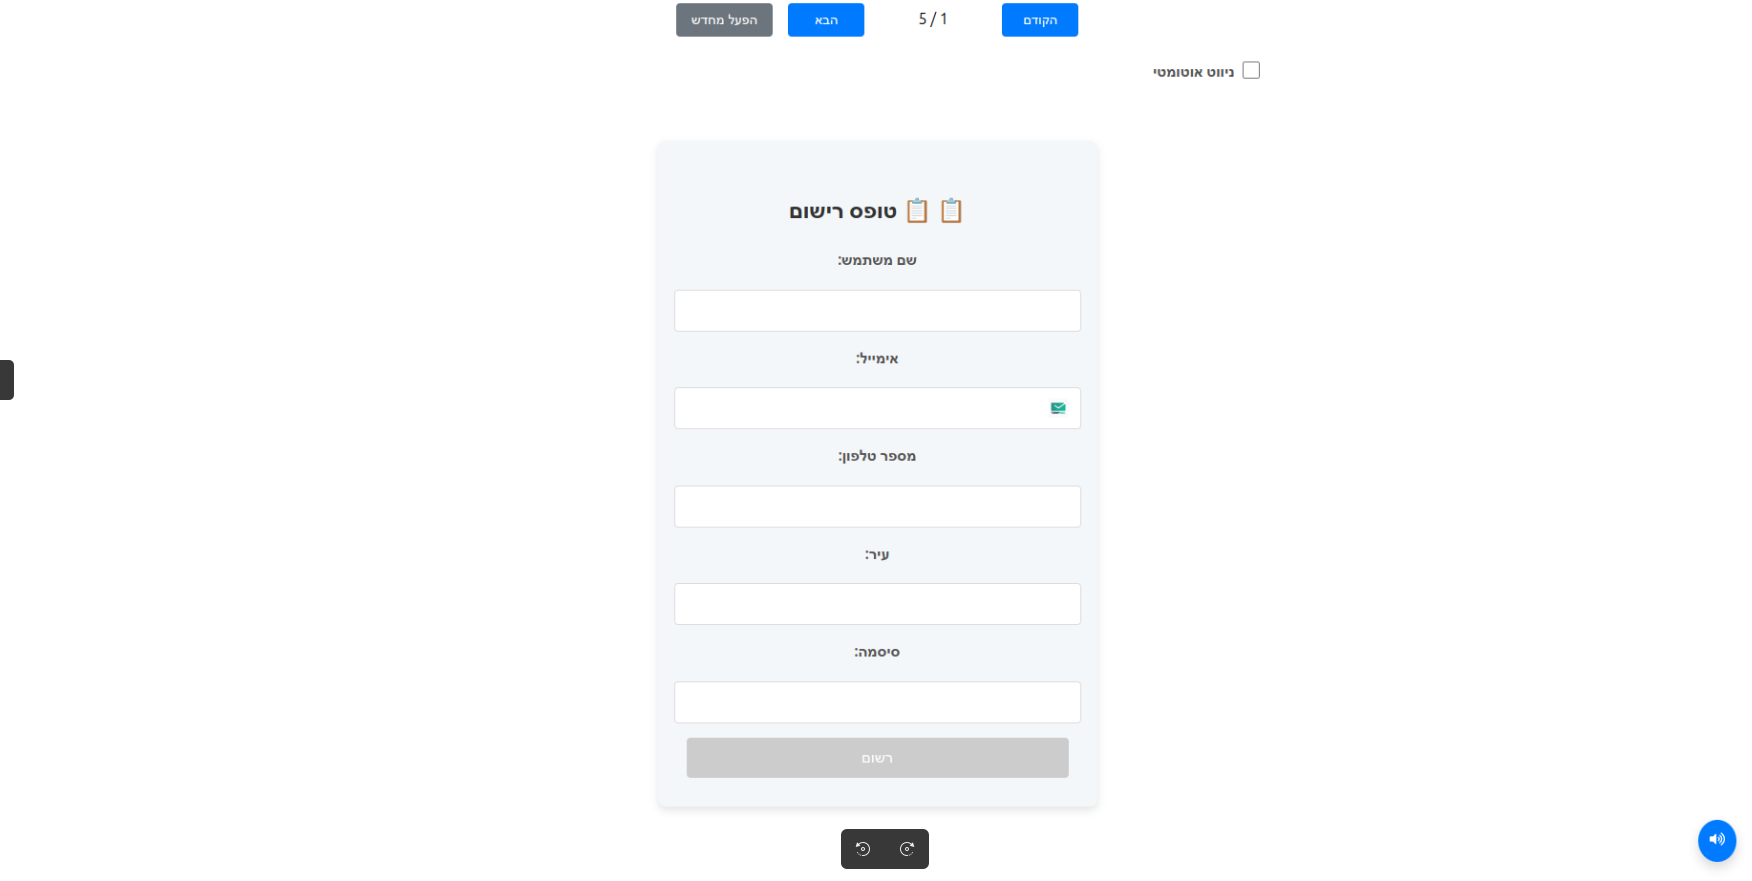 הקודם 5 / 1 הבא הפעל מחדש
ניווט אוטומטי
📋 📋 טופס רישום
שם משתמש:
אימייל:
מספר טלפון:
עיר:
סיסמה:
רשום